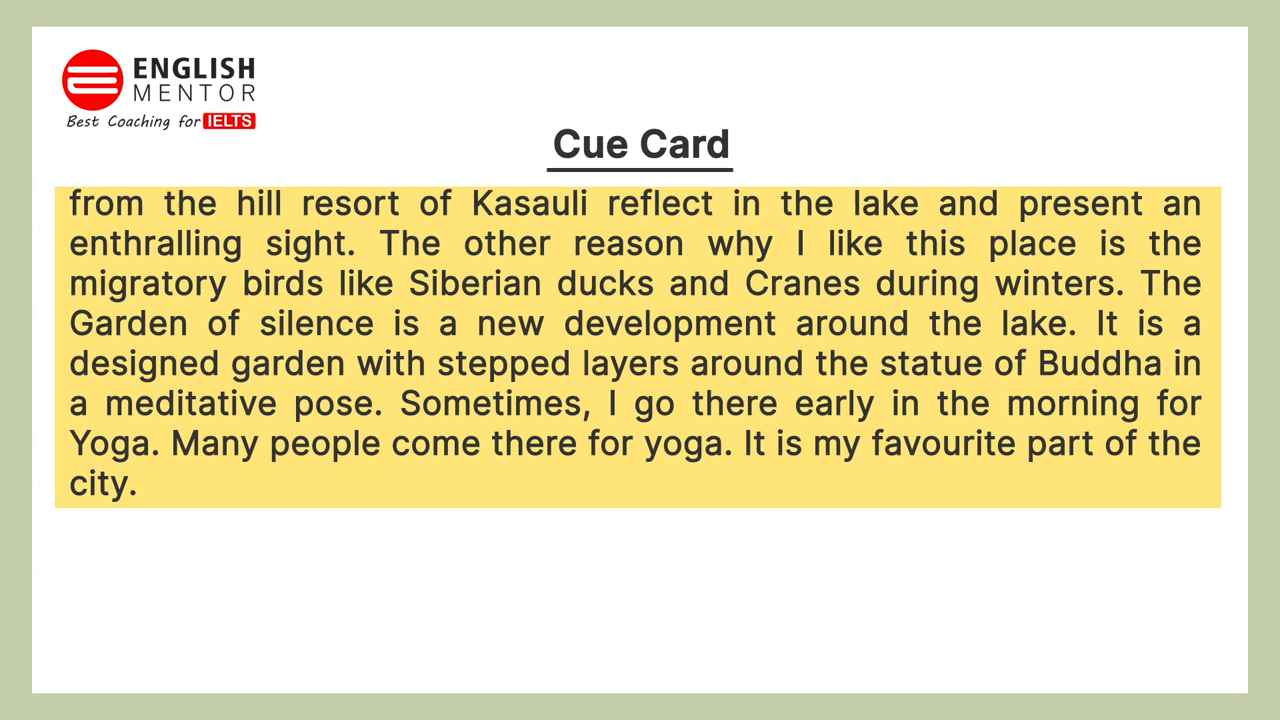 ENGLISH
MENTOR
Best Coaching for IELTS
Cue Card
from the hill resort of Kasauli reflect in the lake and present an
enthralling sight. The other reason why I like this place is the
migratory birds like Siberian ducks and Cranes during winters. The
Garden of silence is a new development around the lake. It is a
designed garden with stepped layers around the statue of Buddha in
a meditative pose. Sometimes, I go there early in the morning for
Yoga. Many people come there for yoga. It is my favourite part of the
city.